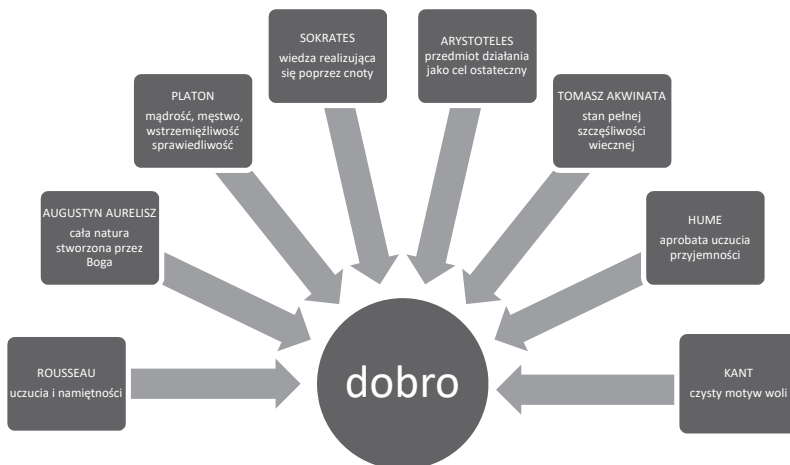 SOKRATES
wiedza realizująca
się poprzez cnoty
ARYSTOTELES
przedmiot działania
jako cel ostateczny
PLATON
mądrość, męstwo,
wstrzemięźliwość
sprawiedliwość
TOMASZ AKWINATA
stan pełnej
szczęśliwości
wiecznej
AUGUSTYN AURELISZ
cała natura
stworzona przez
Boga
HUME
aprobata uczucia
przyjemności
ROUSSEAU
uczucia i namiętności
dobro
KANT
czysty motyw woli